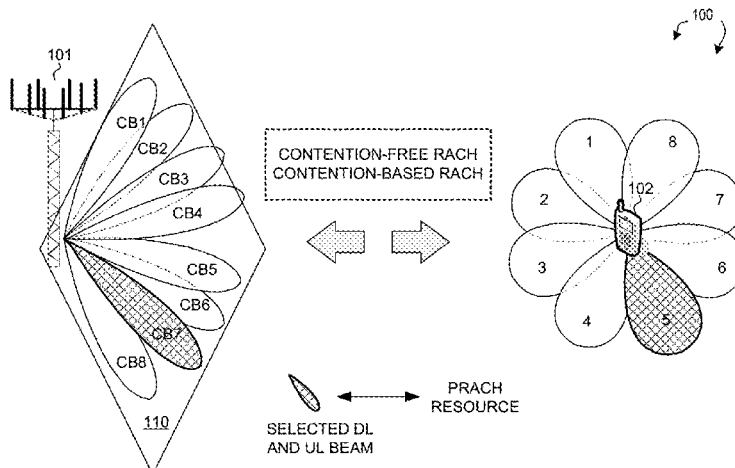 100
101
CB1
CB2
CB3
CB4
CB5
CB6
CB7
CB8
110
CONTENTION-FREE RACH
CONTENTION-BASED RACH
1
8
2
102
7
3
6
4
5
SELECTED DL
AND UL BEAM
PRACH
RESOURCE